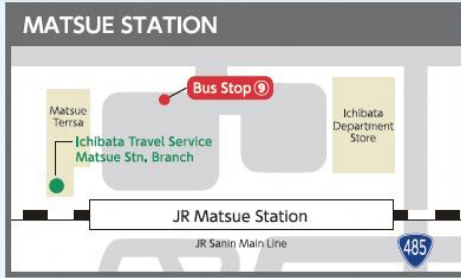 MATSUE STATION
Bus Stop ⑨
Matsue
Terrsa
Ichibata
Department
Store
Ichibata Travel Service
Matsue Stn. Branch
JR Matsue Station
JR Sanin Main Line
485